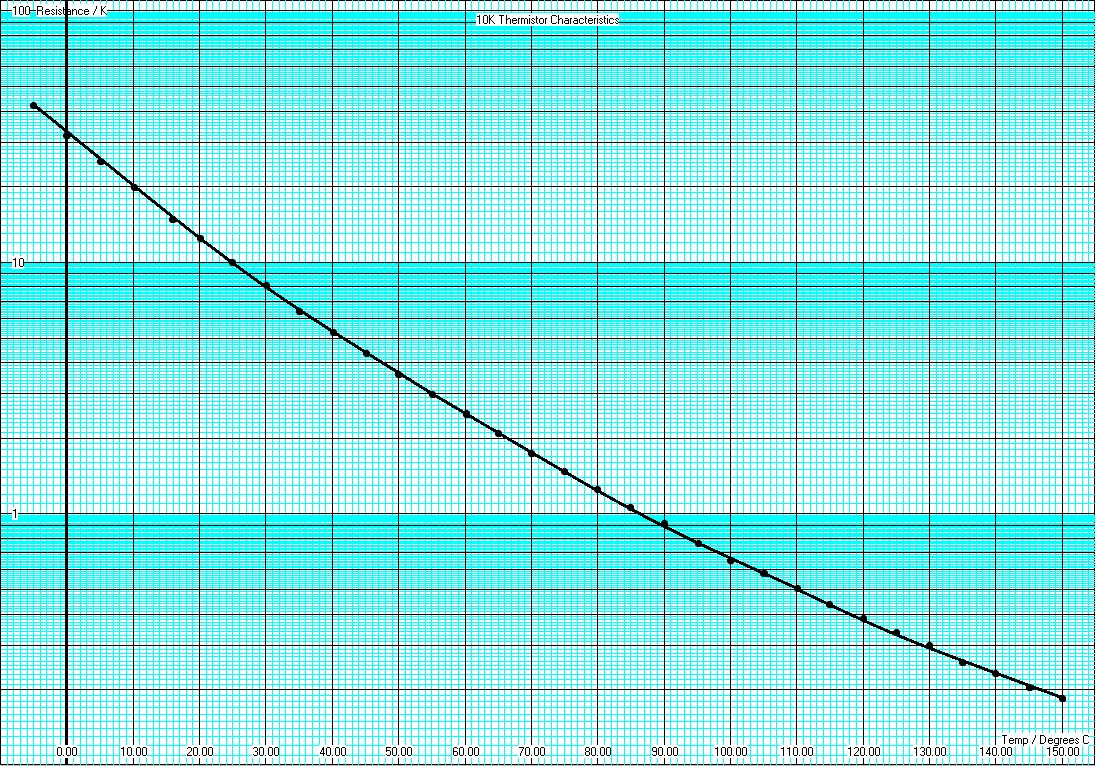 100 Resistance / K
10K Thermistor Characteristics
10
1
Temp / Degrees C
0.00 10.00 20.00 30.00 40.00 50.00 60.00 70.00 80.00 90.00 100.00 110.00 120.00 130.00 140.00 150.00